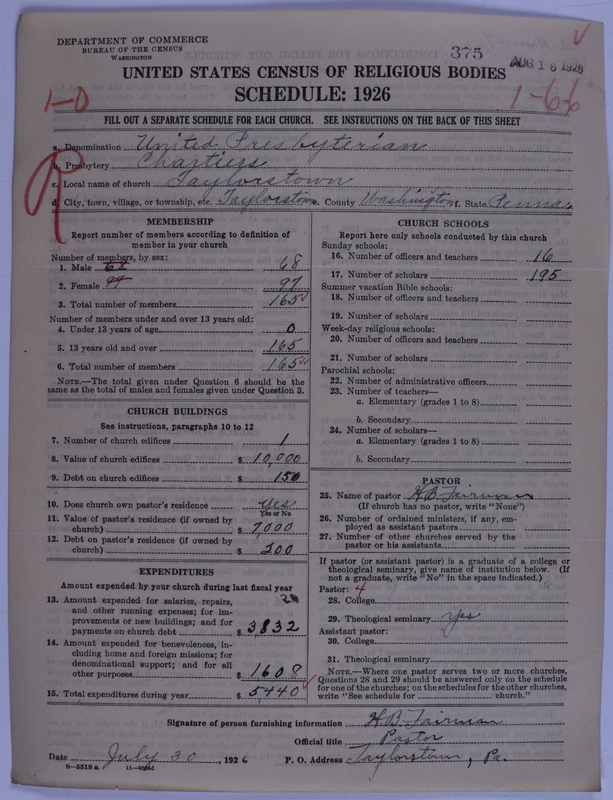 DEPARTMENT OF COMMERCE
BUREAU OF THE CENSUS
WASHINGTON
375
AUG 16 1926
UNITED STATES CENSUS OF RELIGIOUS BODIES
SCHEDULE: 1926
1-0
1-66
FILL OUT A SEPARATE SCHEDULE FOR EACH CHURCH. SEE INSTRUCTIONS ON THE BACK OF THIS SHEET
R
a. Denomination United Presbyterian
b. Presbytery Chartiers
c. Local name of church Taylorstown
d. City, town, village, or township, etc. Taylorstown County Washington State Penna.
MEMBERSHIP
Report number of members according to definition of
member in your church
Number of members, by sex:
1. Male 68 68
2. Female 97 97
3. Total number of members 165
Number of members under and over 13 years old:
4. Under 13 years of age 0
5. 13 years old and over 165
6. Total number of members 165
NOTE.—The total given under Question 6 should be the
same as the total of males and females given under Question 3.
CHURCH BUILDINGS
See instructions, paragraphs 10 to 12
7. Number of church edifices 1
8. Value of church edifices $ 10,000
9. Debt on church edifices $ 150
10. Does church own pastor's residence Yes
Yes or No
11. Value of pastor's residence (if owned by
church) $ 7,000
12. Debt on pastor's residence (if owned by
church) $ 200
EXPENDITURES
Amount expended by your church during last fiscal year
13. Amount expended for salaries, repairs,
and other running expenses; for im-
provements or new buildings; and for
payments on church debt $ 3832
14. Amount expended for benevolences, in-
cluding home and foreign missions; for
denominational support; and for all
other purposes $ 1608
15. Total expenditures during year $ 5,440
CHURCH SCHOOLS
Report here only schools conducted by this church
Sunday schools:
16. Number of officers and teachers 16
17. Number of scholars 195
Summer vacation Bible schools:
18. Number of officers and teachers
19. Number of scholars
Week-day religious schools:
20. Number of officers and teachers
21. Number of scholars
Parochial schools:
22. Number of administrative officers
23. Number of teachers—
a. Elementary (grades 1 to 8)
b. Secondary
24. Number of scholars—
a. Elementary (grades 1 to 8)
b. Secondary
PASTOR
25. Name of pastor H.B. Fairman
(If church has no pastor, write "None")
26. Number of ordained ministers, if any, em-
ployed as assistant pastors
27. Number of other churches served by the
pastor or his assistants
If pastor (or assistant pastor) is a graduate of a college or
theological seminary, give name of institution below. (If
not a graduate, write "No" in the space indicated.)
Pastor: 4
28. College
29. Theological seminary Yes
Assistant pastor:
30. College
31. Theological seminary
NOTE.—Where one pastor serves two or more churches,
Questions 28 and 29 should be answered only on the schedule
for one of the churches; on the schedules for the other churches,
write "See schedule for church."
Signature of person furnishing information H.B. Fairman
Official title Pastor
Date July 30, 1926 P. O. Address Taylorstown, Pa.
8—5518 a